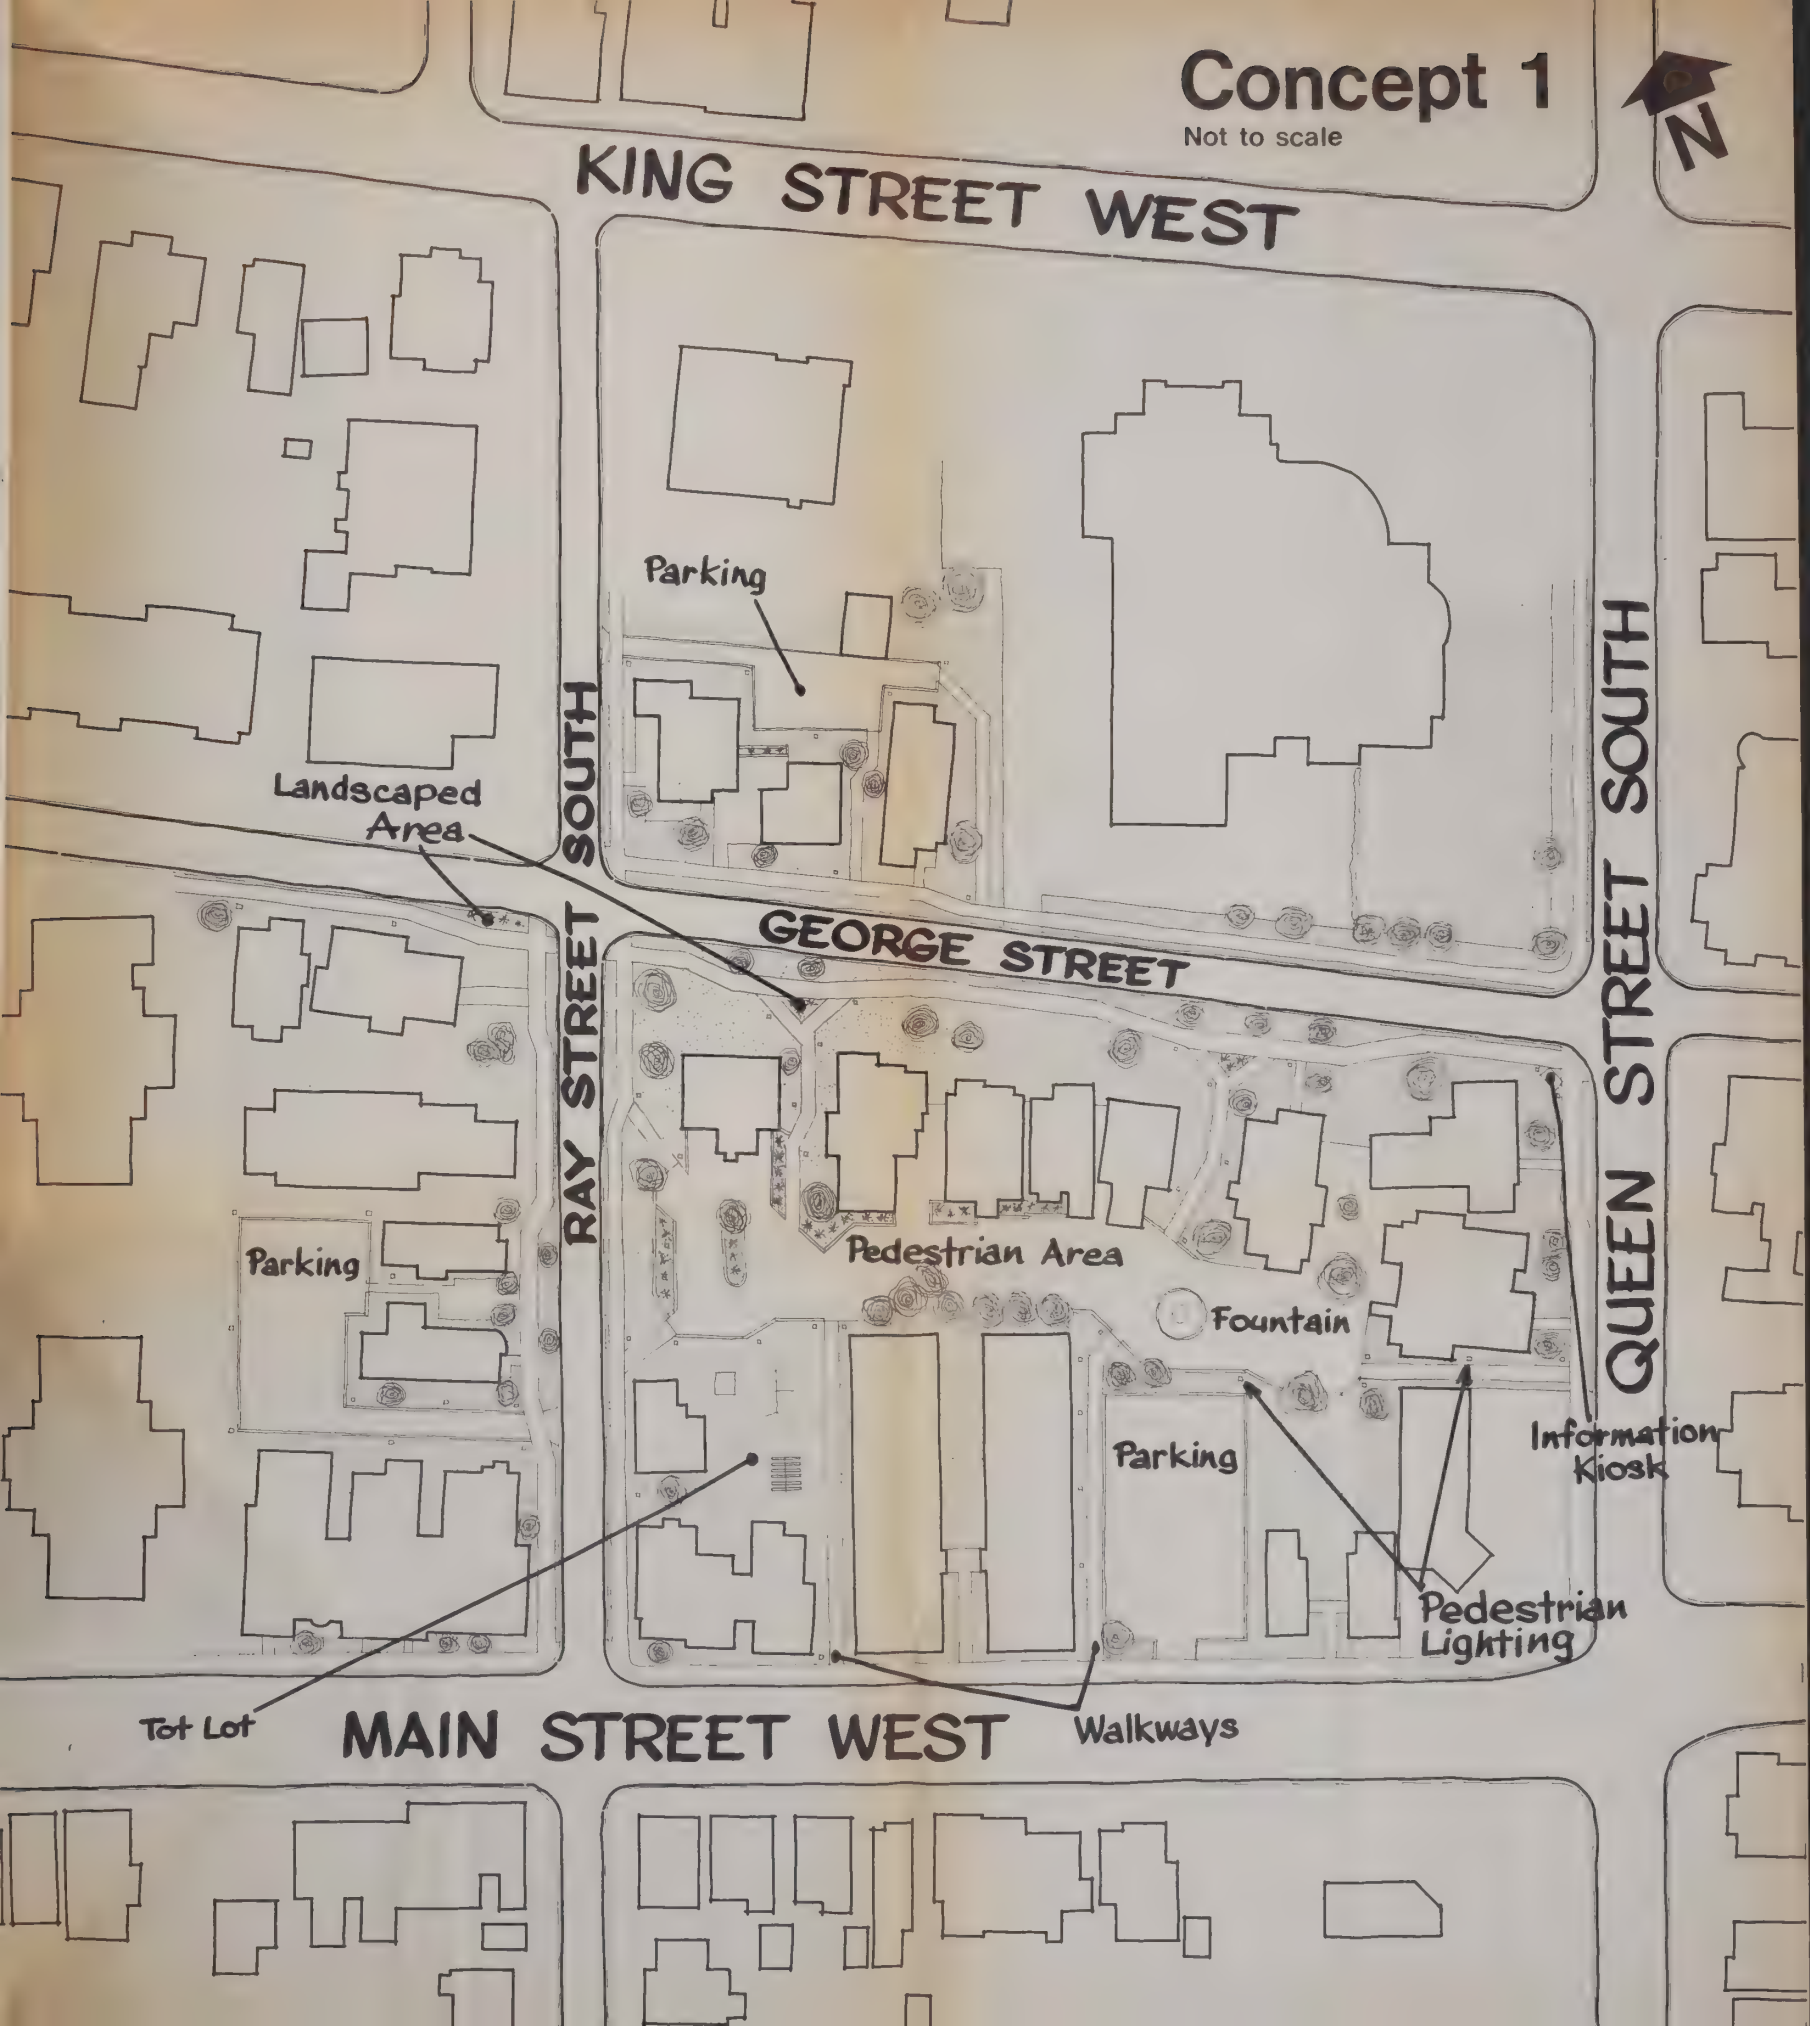 Concept 1
Not to scale
N
KING STREET WEST
Parking
Landscaped
Area
RAY STREET SOUTH
GEORGE STREET
QUEEN STREET SOUTH
Parking
Pedestrian Area
Fountain
Parking
Information
Kiosk
Pedestrian
Lighting
Tot Lot
MAIN STREET WEST
Walkways